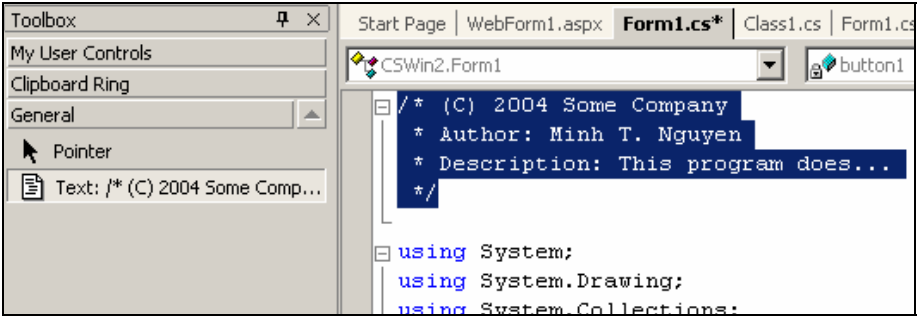 Toolbox
My User Controls
Clipboard Ring
General
Pointer
Text: /* (C) 2004 Some Comp...
Start Page WebForm1.aspx Form1.cs* Class1.cs Form1.cs
CSWin2.Form1 button1
/* (C) 2004 Some Company
* Author: Minh T. Nguyen
* Description: This program does...
*/
using System;
using System.Drawing;
using System.Collections;